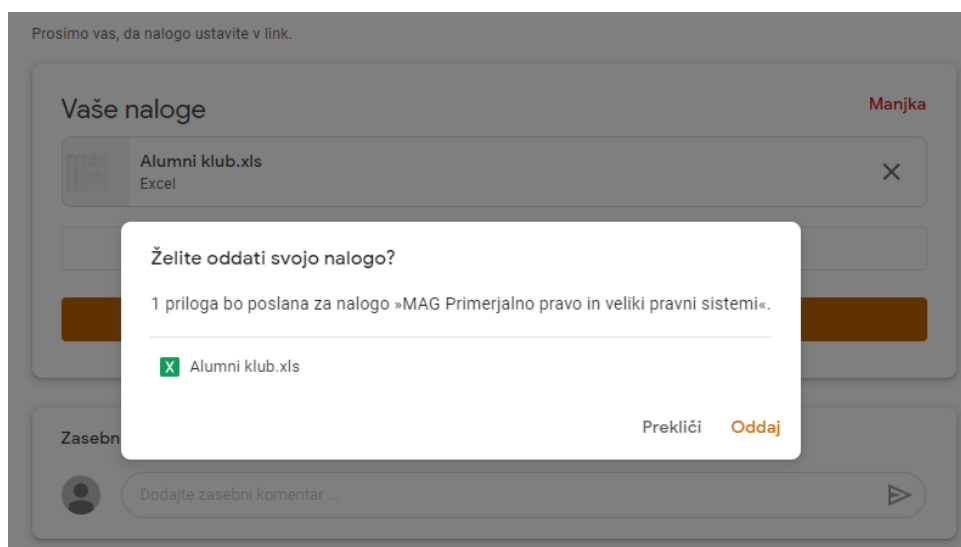 Prosimo vas, da nalogo ustavite v link.
Vaše naloge
Manjka
Alumni klub.xls
Excel
Želite oddati svojo nalogo?
1 priloga bo poslana za nalogo »MAG Primerjalno pravo in veliki pravni sistemi«.
X Alumni klub.xls
Prekliči Oddaj
Zasebn
Dodajte zasebni komentar ...